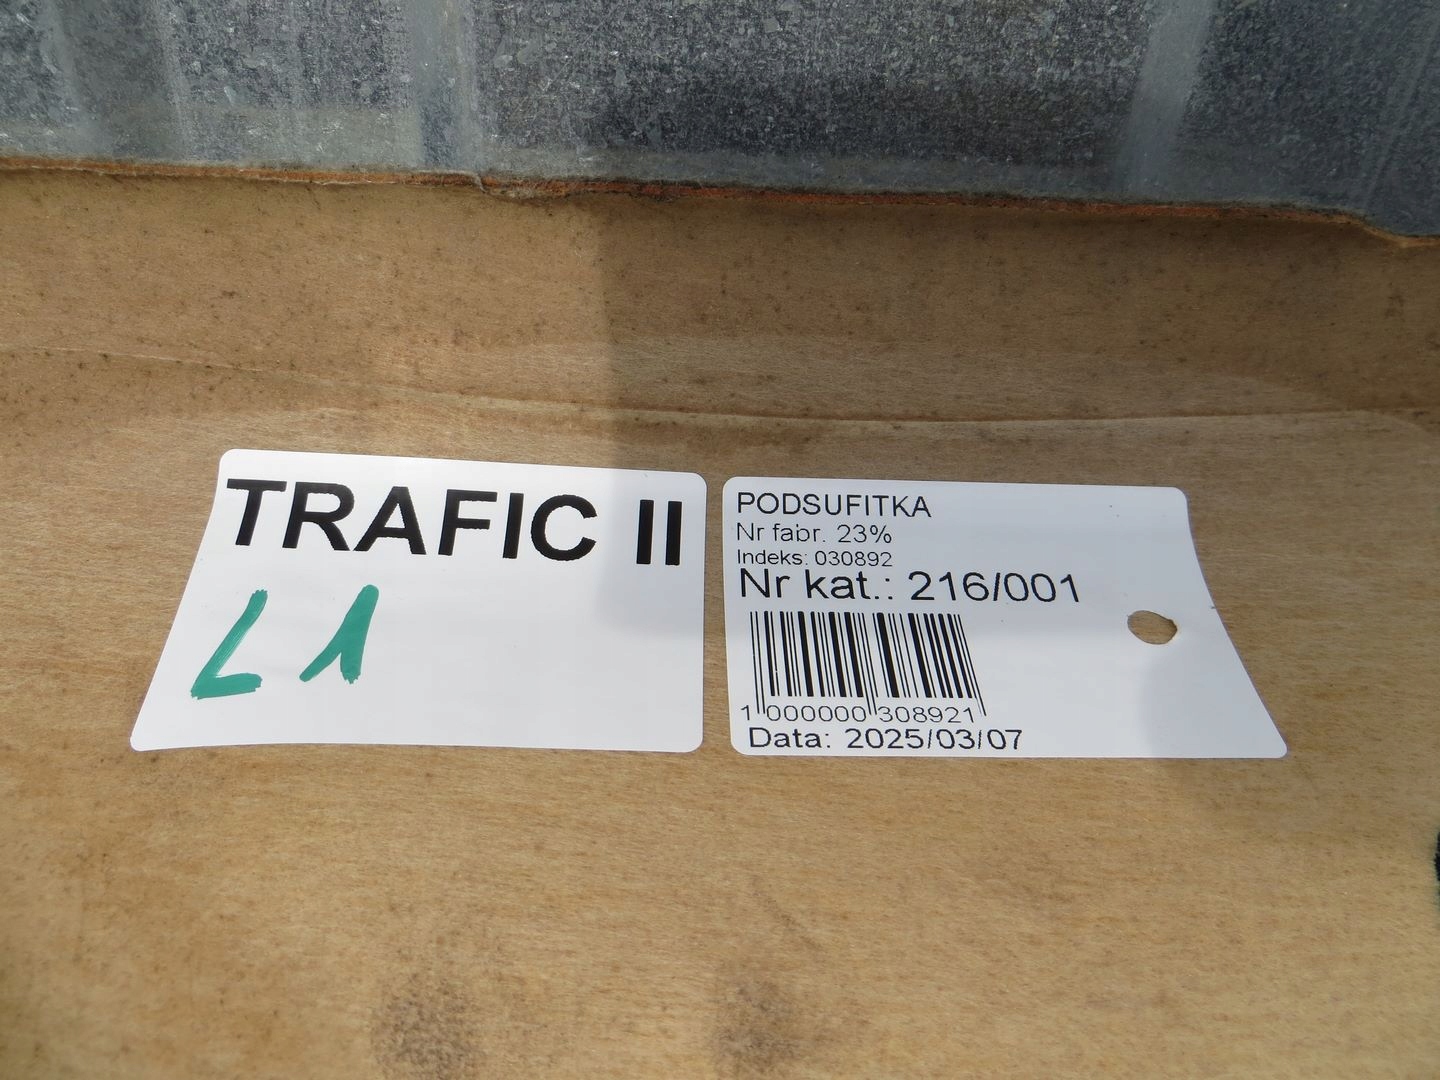 TRAFIC II
L1
PODSUFITKA
Nr fabr. 23%
Indeks: 030892
Nr kat.: 216/001
1 000000 308921
Data: 2025/03/07